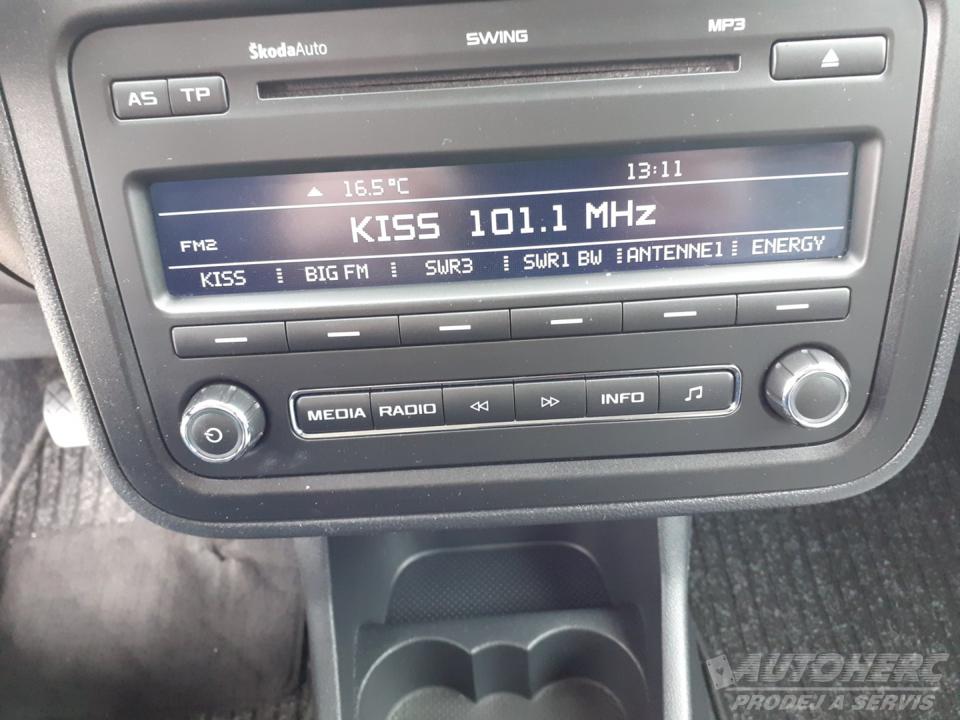 ŠkodaAuto SWING MP3
AS TP
16.5°C 13:11
KISS 101.1 MHz
FM2
KISS BIG FM SWR3 SWR1 BW ANTENNE1 ENERGY
MEDIA RADIO INFO
AUTOHERC
PRODEJ A SERVIS